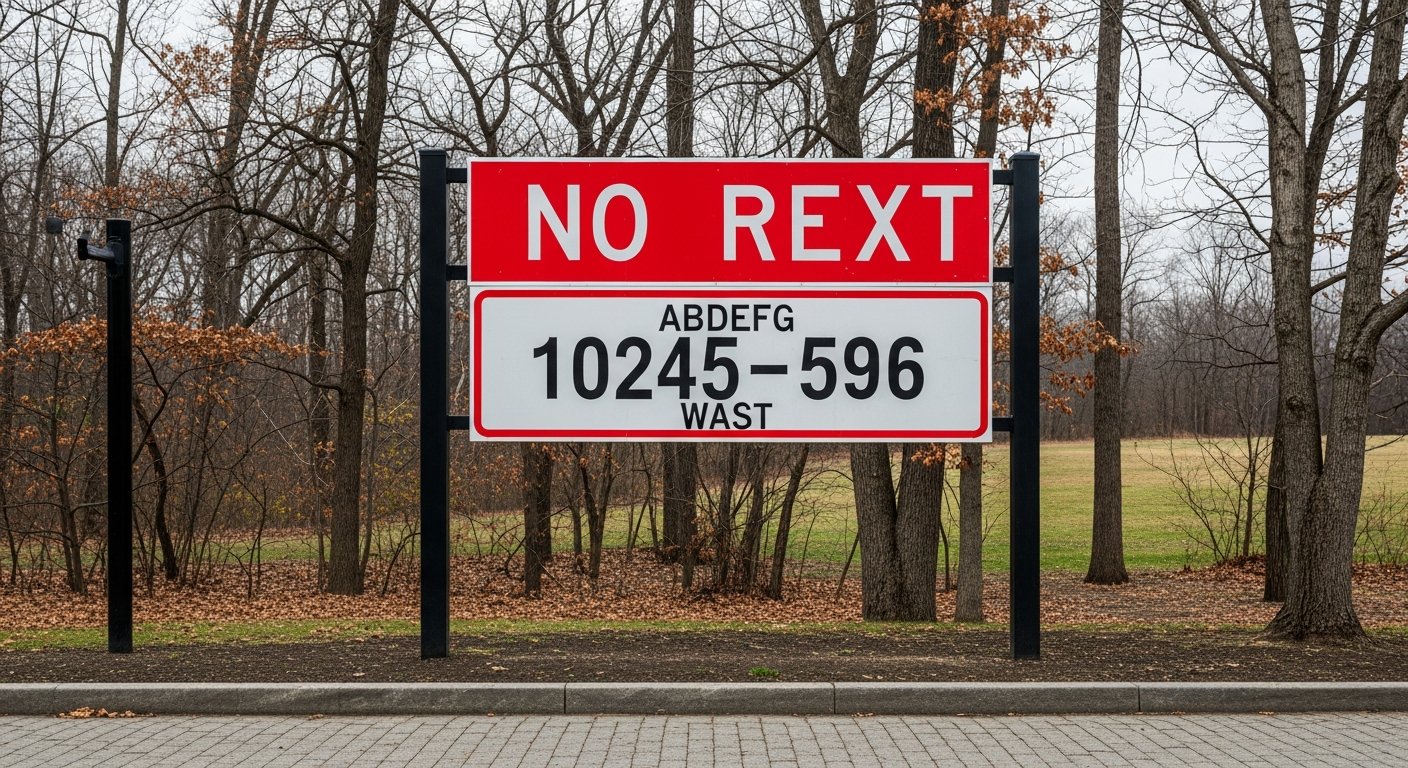 NO REXT
ABDEFG
10245-596
WAST